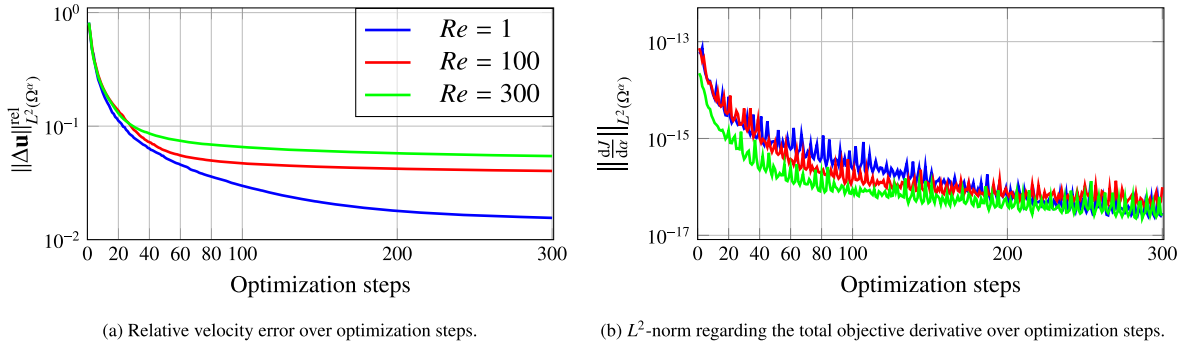 10^0
10^{-1}
10^{-2}
||Δu||^{rel}_{L^2(Ω^α)}
Re = 1
Re = 100
Re = 300
0 20 40 60 80 100 200 300
Optimization steps
(a) Relative velocity error over optimization steps.
10^{-13}
10^{-15}
10^{-17}
||dJ/dα||_{L^2(Ω^α)}
0 20 40 60 80 100 200 300
Optimization steps
(b) L^2-norm regarding the total objective derivative over optimization steps.